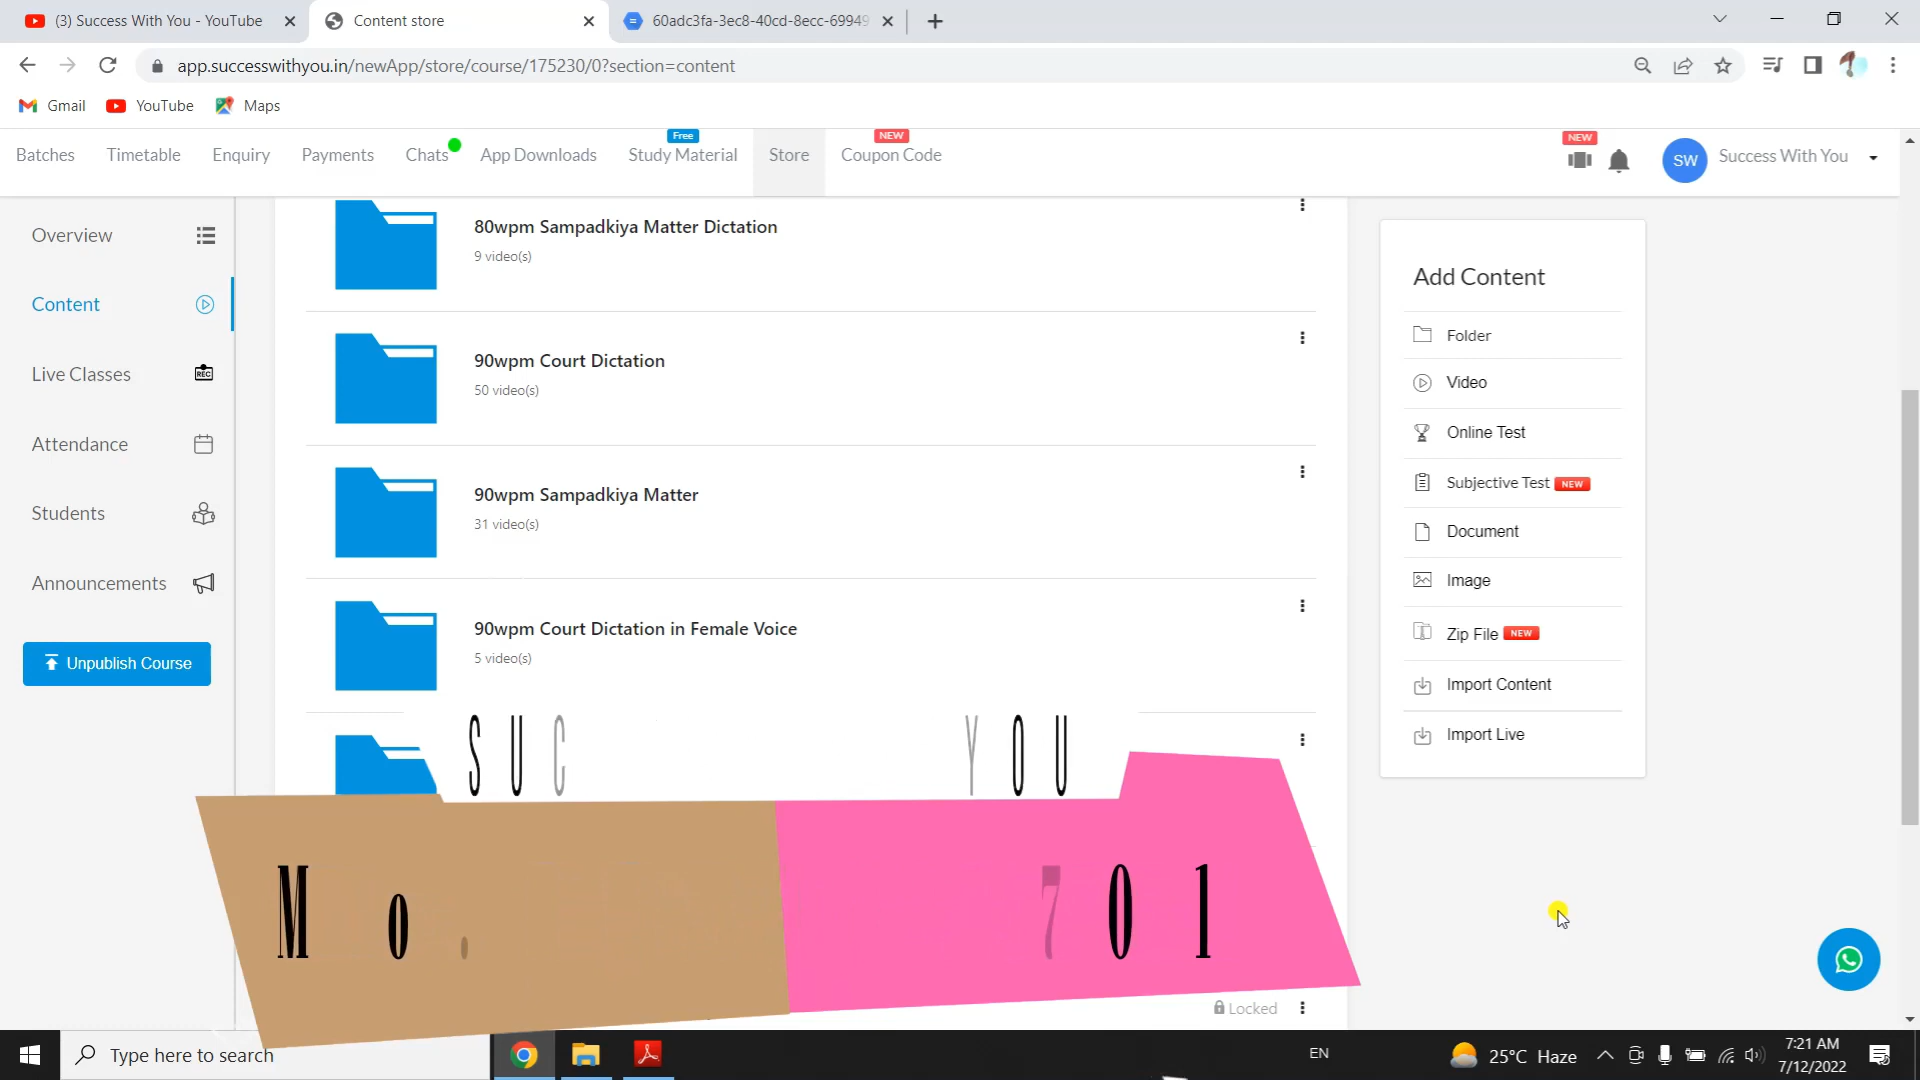 (3) Success With You - YouTube
Content store
60adc3fa-3ec8-40cd-8ecc-69949
app.successwithyou.in/newApp/store/course/175230/0?section=content
Gmail
YouTube
Maps
Batches
Timetable
Enquiry
Payments
Chats
App Downloads
Free
Study Material
Store
NEW
Coupon Code
NEW
SW
Success With You
Overview
Content
Live Classes
REC
Attendance
Students
Announcements
Unpublish Course
80wpm Sampadkiya Matter Dictation
9 video(s)
90wpm Court Dictation
50 video(s)
90wpm Sampadkiya Matter
31 video(s)
90wpm Court Dictation in Female Voice
5 video(s)
Add Content
Folder
Video
Online Test
Subjective Test NEW
Document
Image
Zip File NEW
Import Content
Import Live
SUC YOU
Mo. 701
Locked
Type here to search
EN
25°C Haze
7:21 AM
7/12/2022